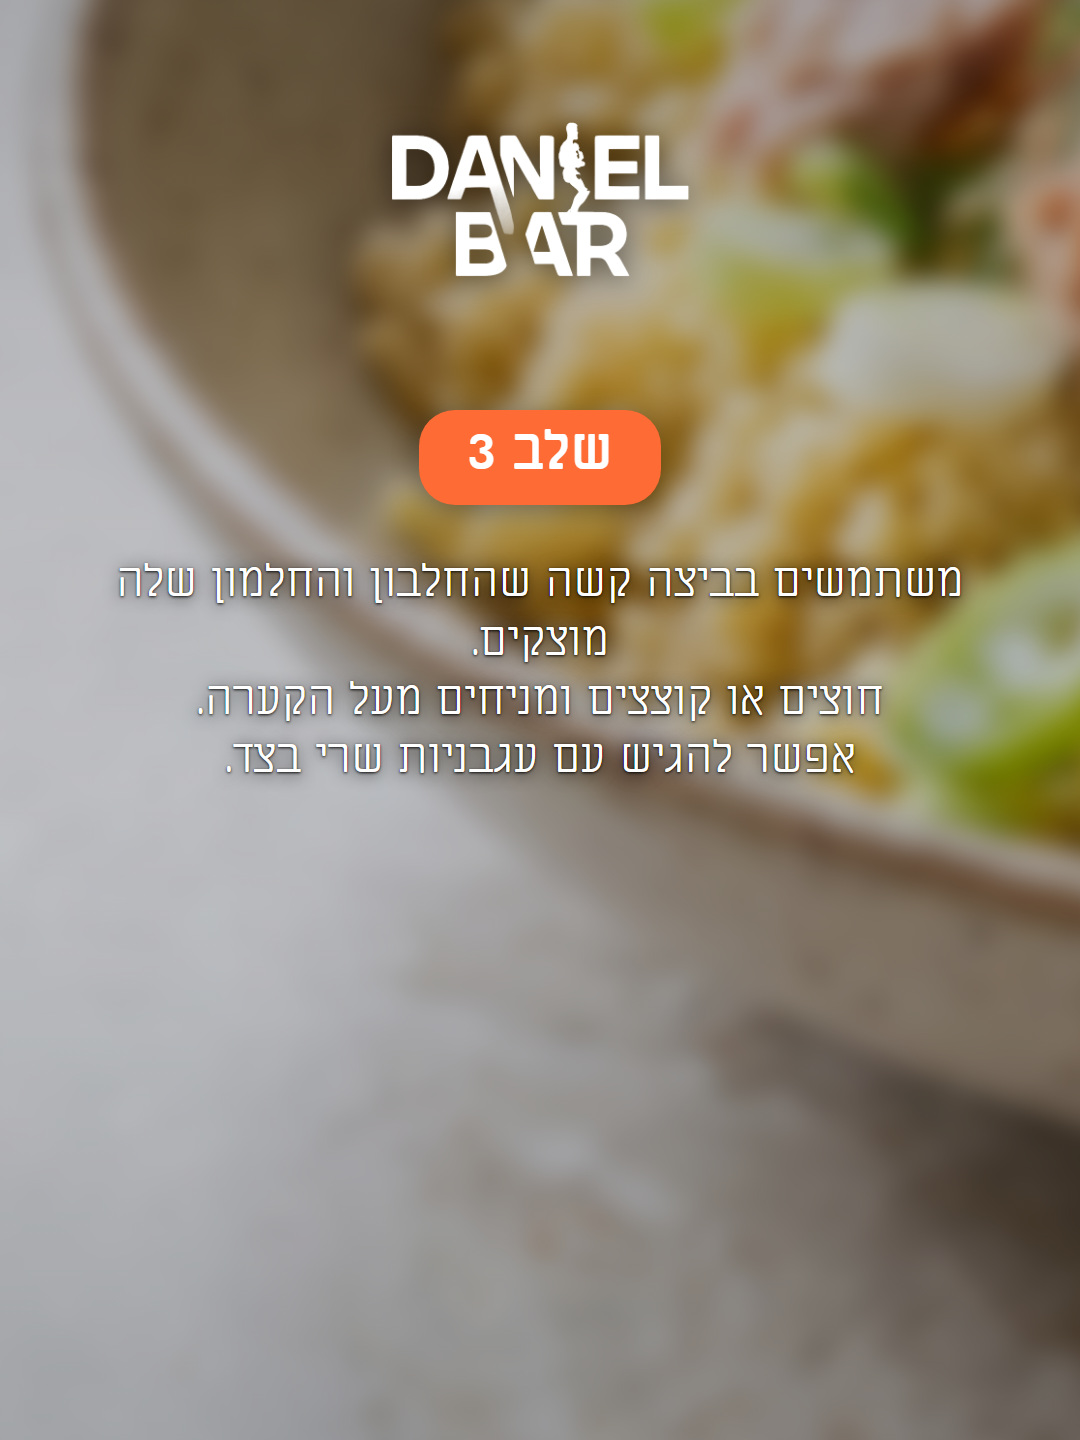 DANIEL
BAR
שלב 3
משתמשים בביצה קשה שהחלבון והחלמון שלה
מוצקים.
חוצים או קוצצים ומניחים מעל הקערה.
אפשר להגיש עם עגבניות שרי בצד.